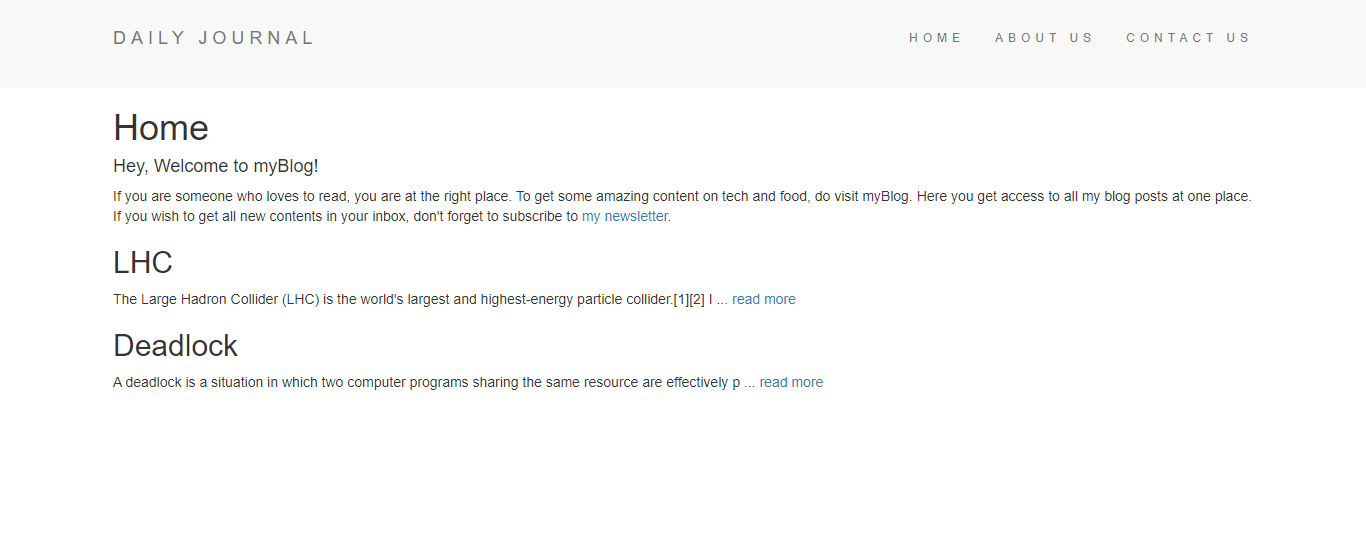 DAILY JOURNAL
HOME ABOUT US CONTACT US
Home
Hey, Welcome to myBlog!
If you are someone who loves to read, you are at the right place. To get some amazing content on tech and food, do visit myBlog. Here you get access to all my blog posts at one place.
If you wish to get all new contents in your inbox, don't forget to subscribe to my newsletter.
LHC
The Large Hadron Collider (LHC) is the world's largest and highest-energy particle collider.[1][2] I ... read more
Deadlock
A deadlock is a situation in which two computer programs sharing the same resource are effectively p ... read more